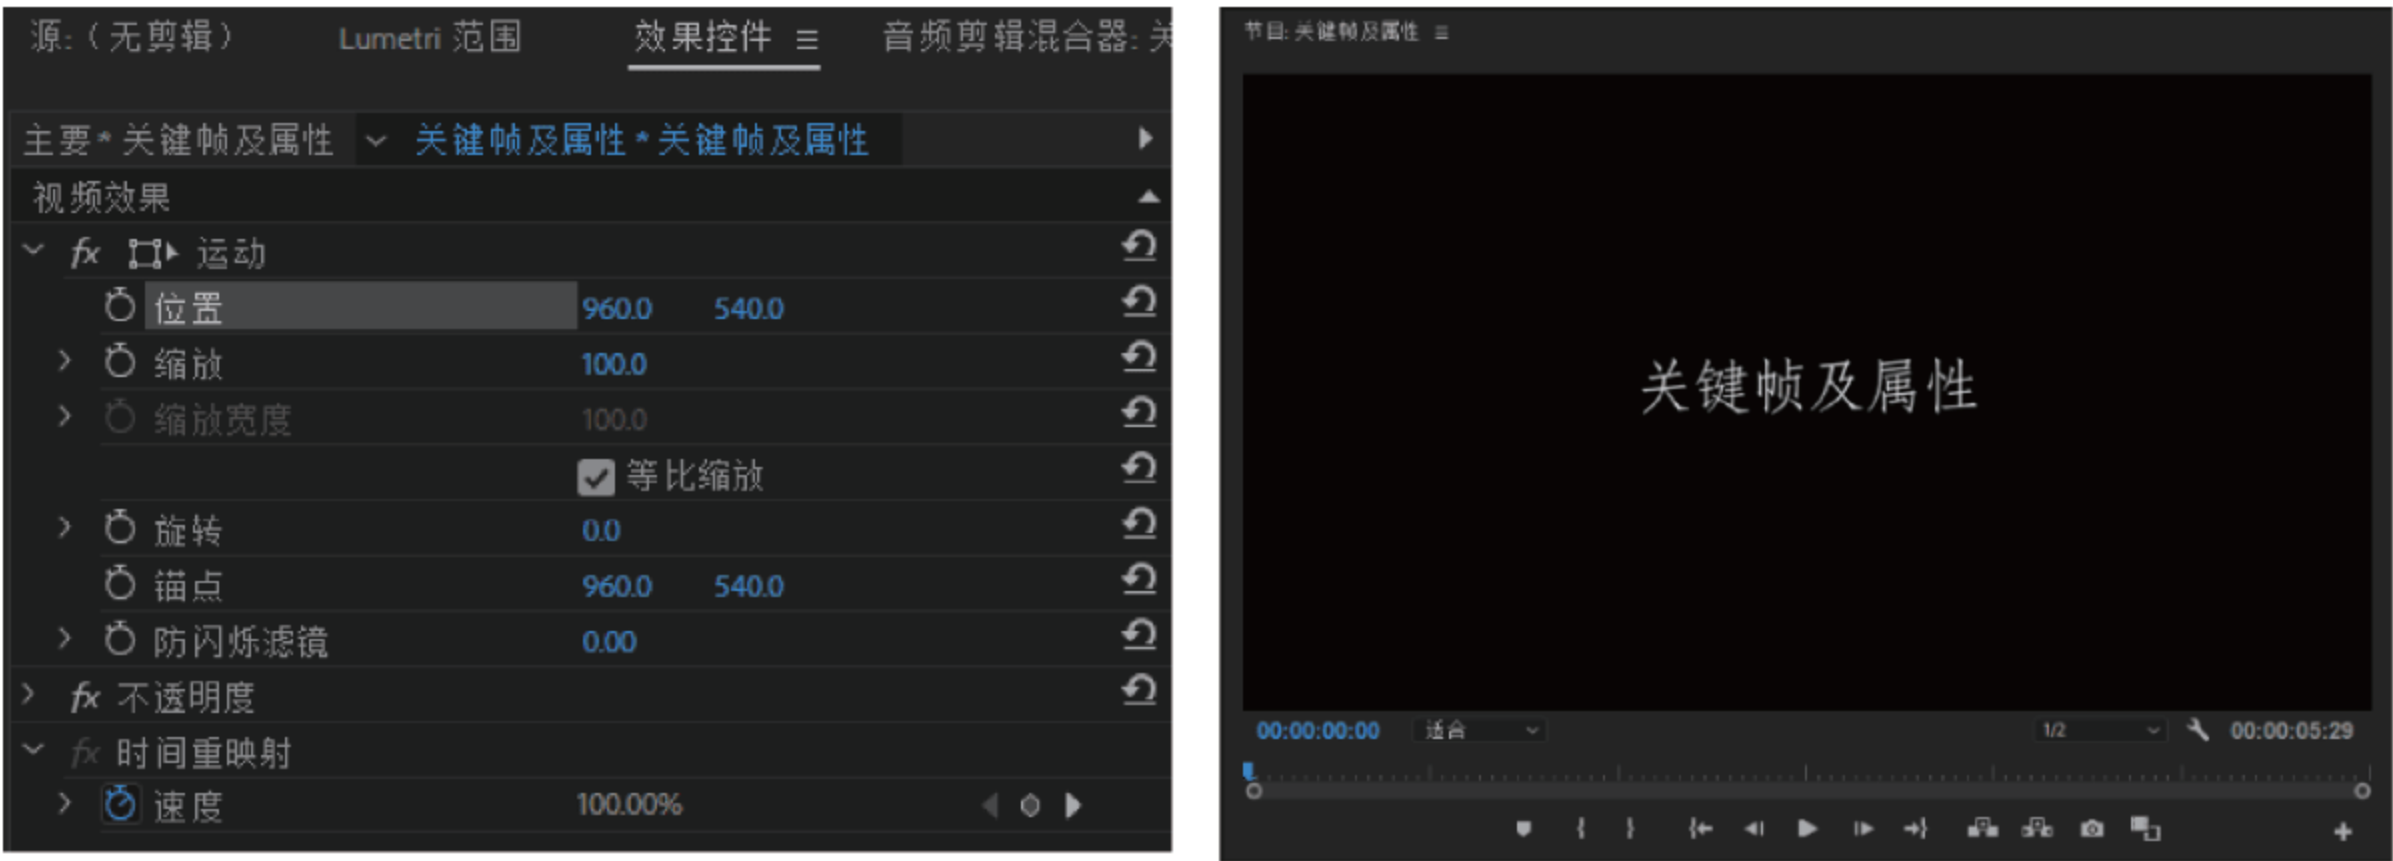 源:（无剪辑） Lumetri 范围 效果控件 音频剪辑混合器: 关
主要*关键帧及属性 关键帧及属性*关键帧及属性
视频效果
fx 运动
位置 960.0 540.0
缩放 100.0
缩放宽度 100.0
等比缩放
旋转 0.0
锚点 960.0 540.0
防闪烁滤镜 0.00
fx 不透明度
fx 时间重映射
速度 100.00%
节目: 关键帧及属性
关键帧及属性
00:00:00:00 适合 1/2 00:00:05:29